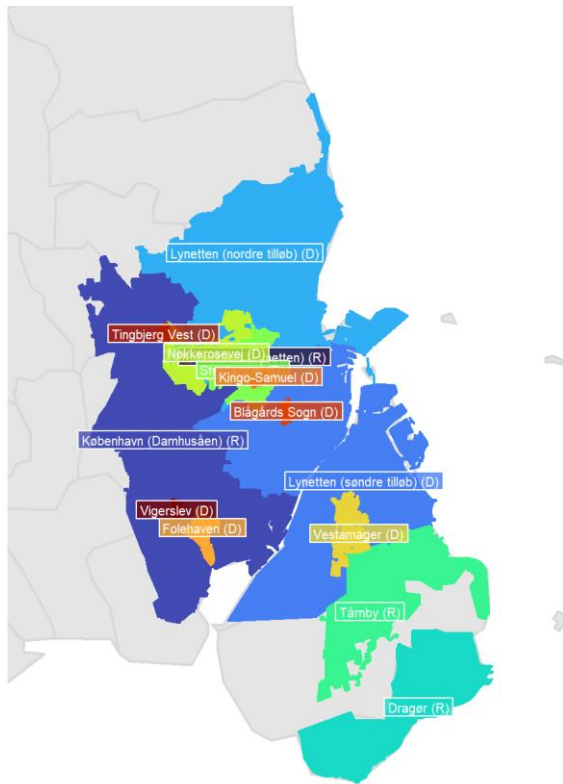 Lynetten (nordre tilløb) (D)
Tingbjerg Vest (D)
Nøkkerosevej (D)
netten) (R)
Kingo-Samuel (D)
Blågårds Sogn (D)
København (Damhusåen) (R)
Lynetten (søndre tilløb) (D)
Vigerslev (D)
Folehaven (D)
Vestamager (D)
Tårnby (R)
Dragør (R)